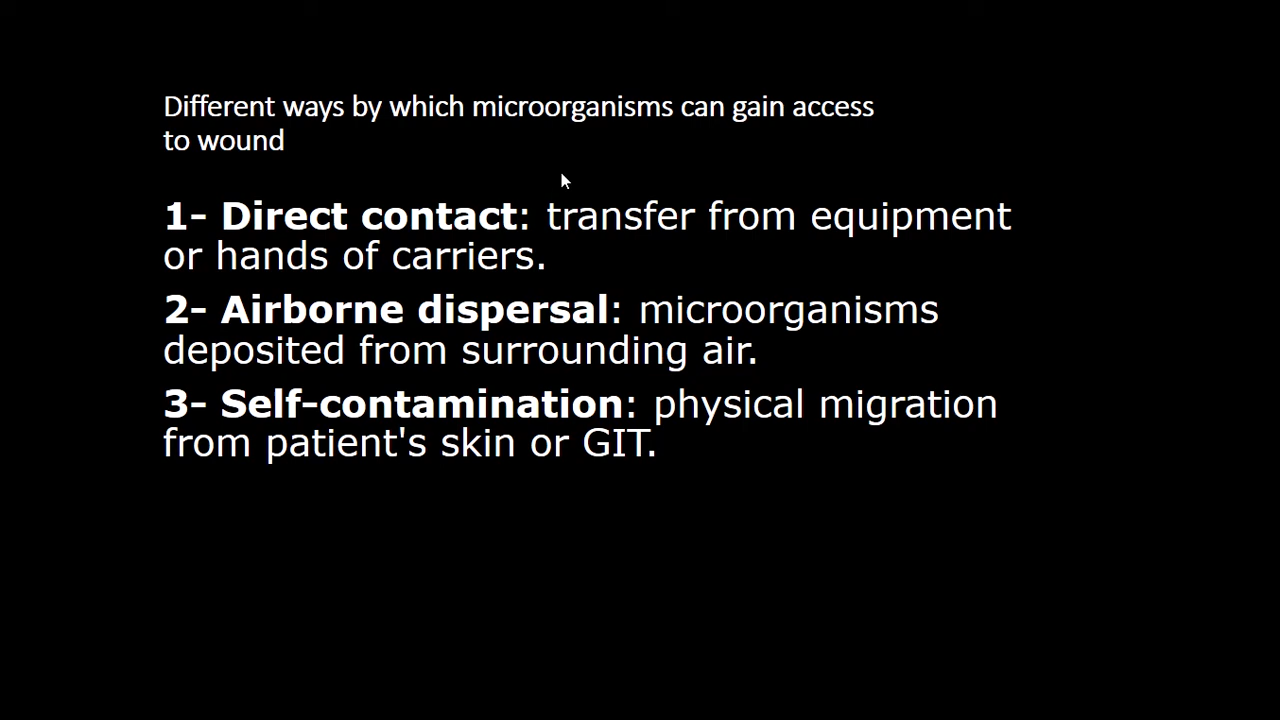 Different ways by which microorganisms can gain access
to wound
1- Direct contact: transfer from equipment
or hands of carriers.
2- Airborne dispersal: microorganisms
deposited from surrounding air.
3- Self-contamination: physical migration
from patient's skin or GIT.